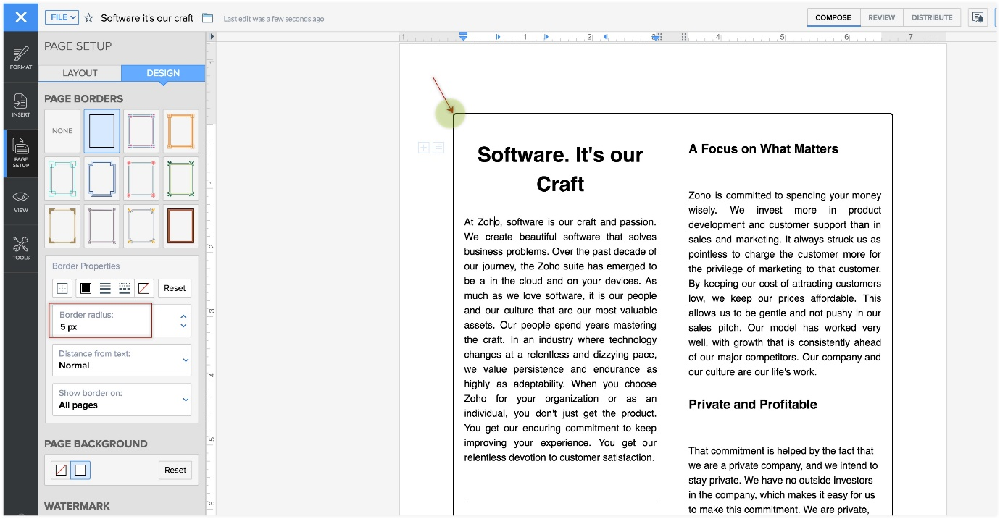 FILE
Software it's our craft
Last edit was a few seconds ago
COMPOSE
REVIEW
DISTRIBUTE
FORMAT
INSERT
PAGE
SETUP
VIEW
TOOLS
PAGE SETUP
LAYOUT
DESIGN
PAGE BORDERS
NONE
Border Properties
Reset
Border radius:
5 px
Distance from text:
Normal
Show border on:
All pages
PAGE BACKGROUND
Reset
WATERMARK
1 1 2 3 4 5 6 7
1
1
2
3
4
5
6
Software. It's our
Craft
At Zoho, software is our craft and passion.
We create beautiful software that solves
business problems. Over the past decade of
our journey, the Zoho suite has emerged to
be a in the cloud and on your devices. As
much as we love software, it is our people
and our culture that are our most valuable
assets. Our people spend years mastering
the craft. In an industry where technology
changes at a relentless and dizzying pace,
we value persistence and endurance as
highly as adaptability. When you choose
Zoho for your organization or as an
individual, you don't just get the product.
You get our enduring commitment to keep
improving your experience. You get our
relentless devotion to customer satisfaction.
A Focus on What Matters
Zoho is committed to spending your money
wisely. We invest more in product
development and customer support than in
sales and marketing. It always struck us as
pointless to charge the customer more for
the privilege of marketing to that customer.
By keeping our cost of attracting customers
low, we keep our prices affordable. This
allows us to be gentle and not pushy in our
sales pitch. Our model has worked very
well, with growth that is consistently ahead
of our major competitors. Our company and
our culture are our life's work.
Private and Profitable
That commitment is helped by the fact that
we are a private company, and we intend to
stay private. We have no outside investors
in the company, which makes it easy for us
to make this commitment. We are private,